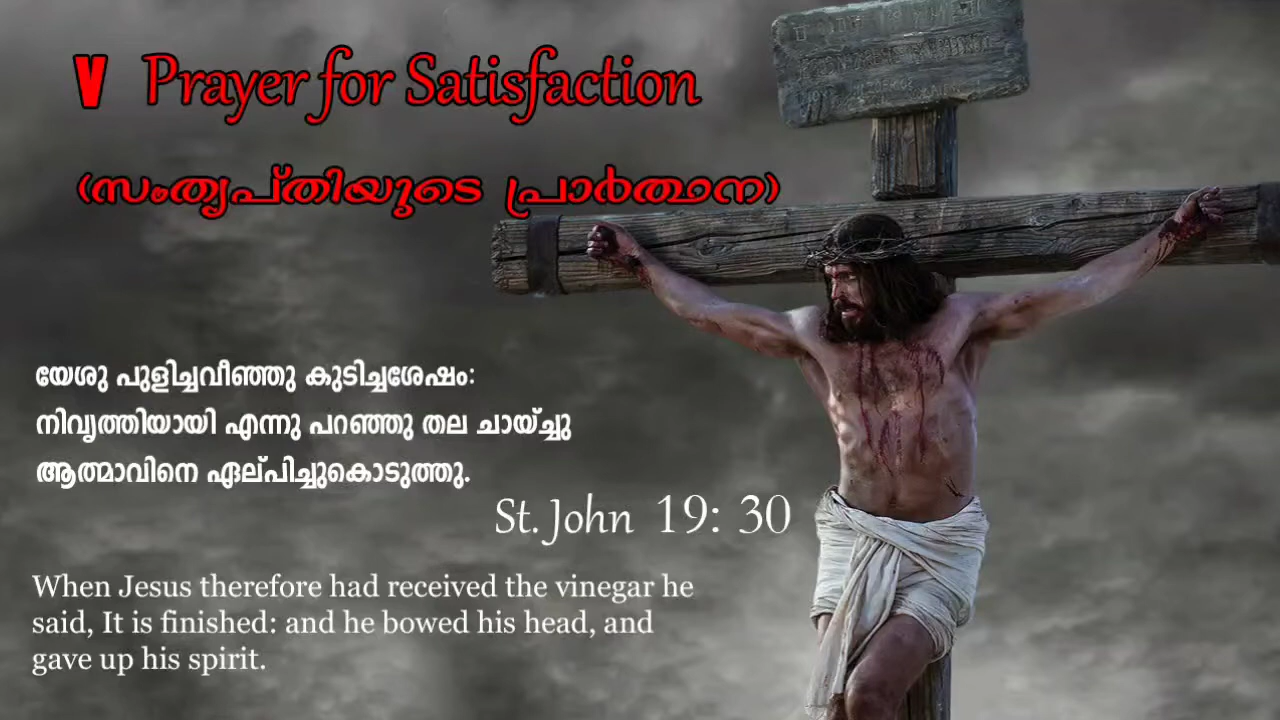 V Prayer for Satisfaction
(സംതൃപ്തിയുടെ പ്രാർത്ഥന)
യേശു പുളിച്ചവീഞ്ഞു കുടിച്ചശേഷം:
നിവൃത്തിയായി എന്നു പറഞ്ഞു തല ചായ്ച്ചു
ആത്മാവിനെ ഏല്പിച്ചുകൊടുത്തു.
St. John 19: 30
When Jesus therefore had received the vinegar he
said, It is finished: and he bowed his head, and
gave up his spirit.